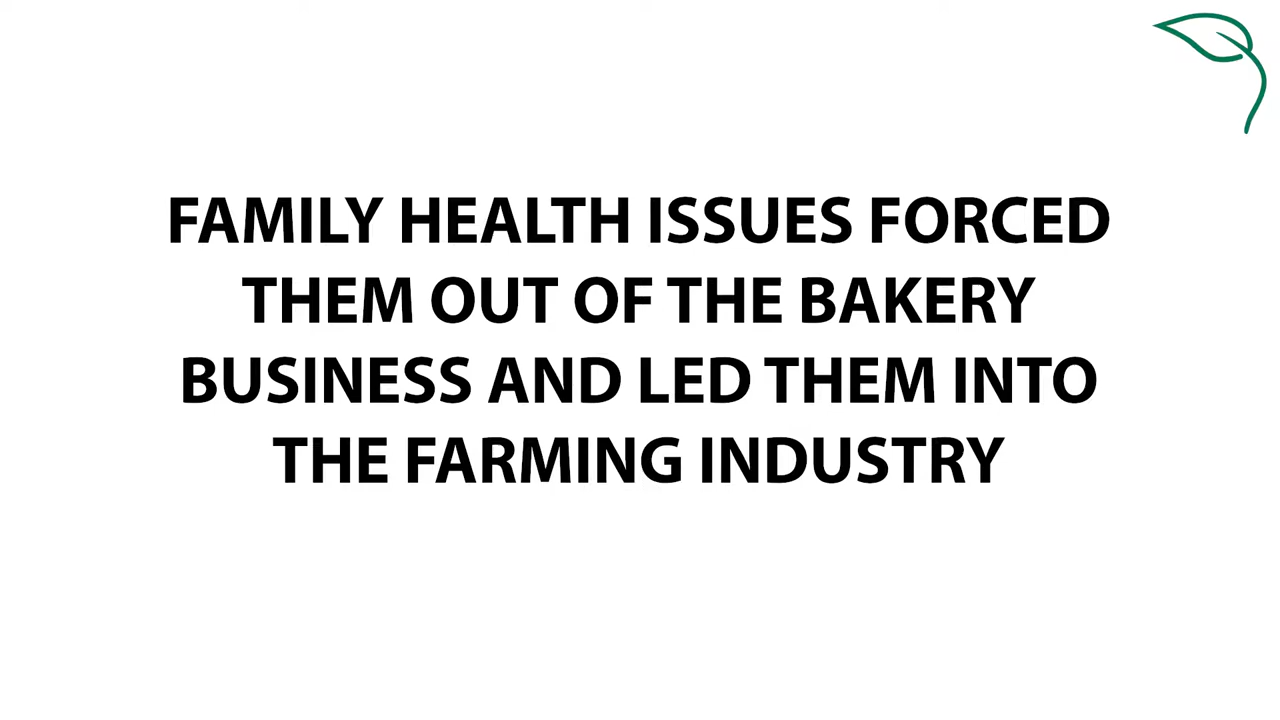 FAMILY HEALTH ISSUES FORCED
THEM OUT OF THE BAKERY
BUSINESS AND LED THEM INTO
THE FARMING INDUSTRY